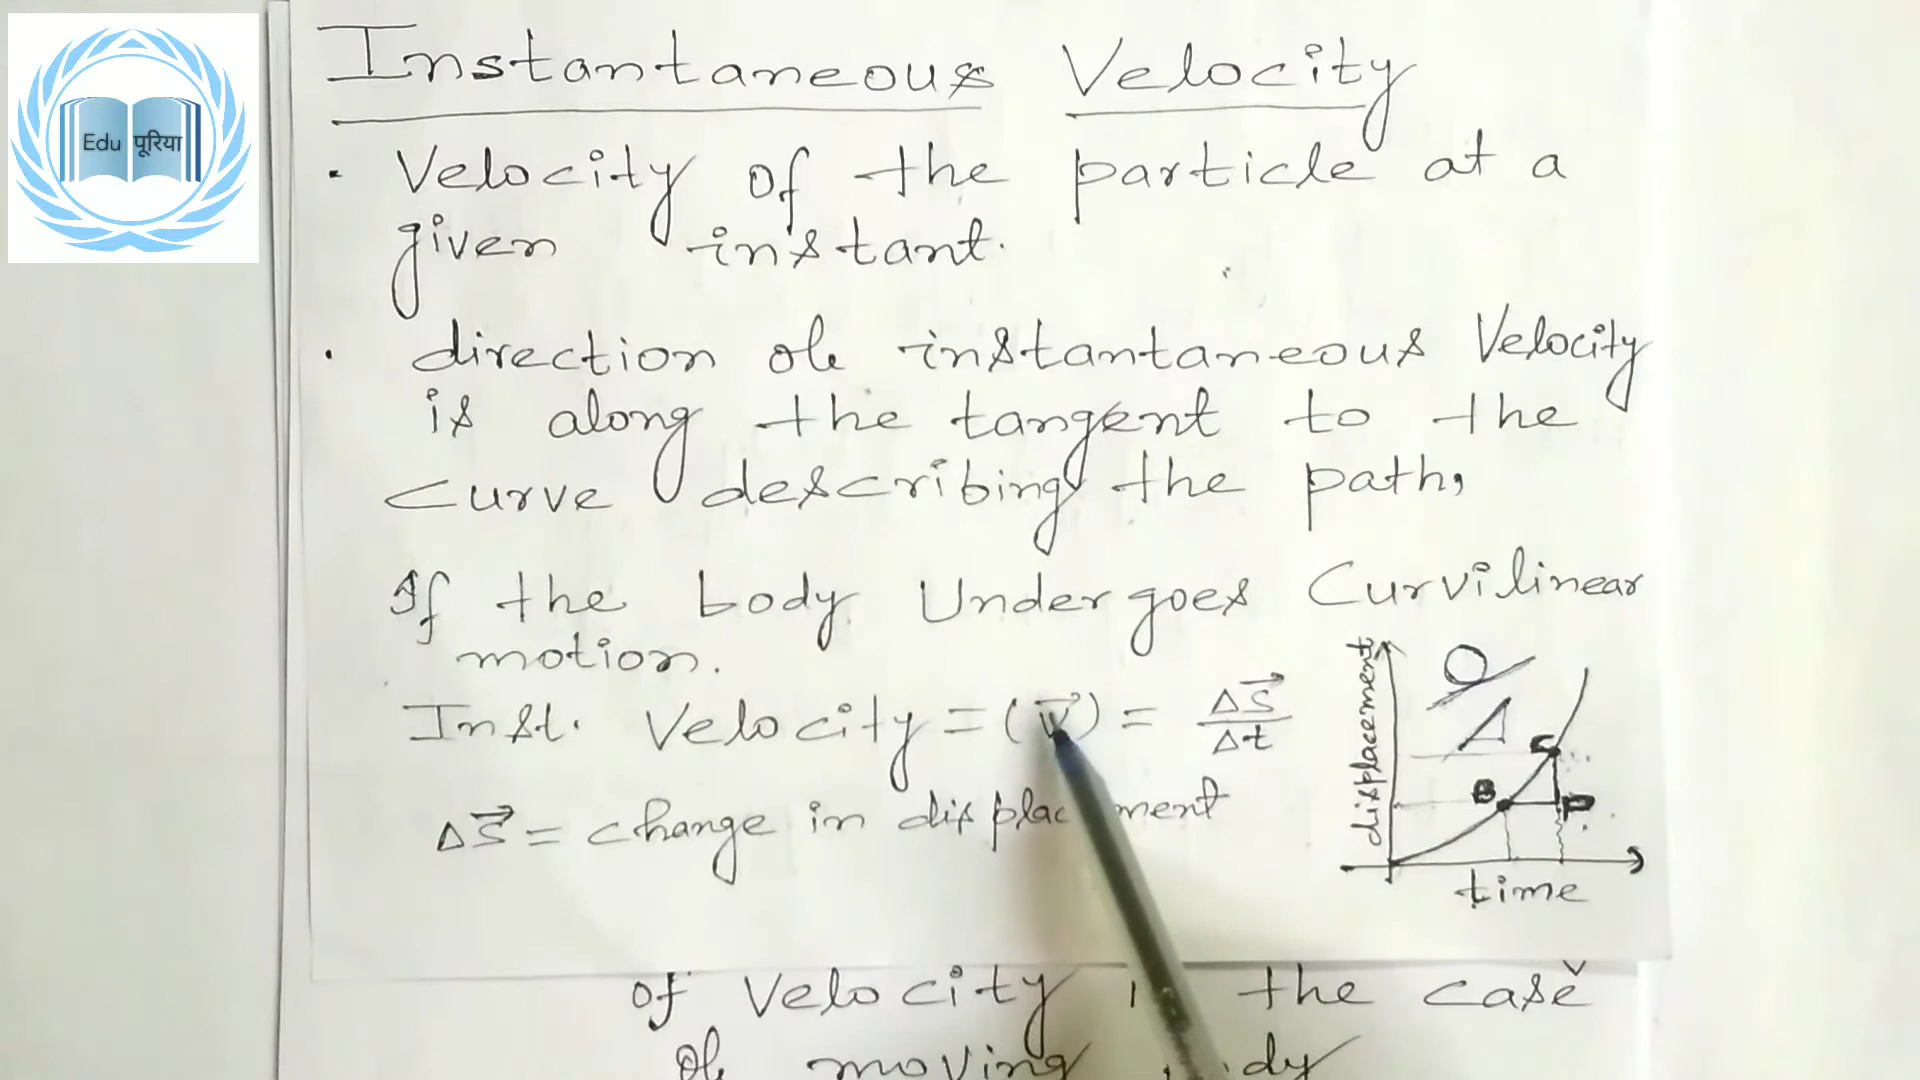 Edu पूरिया
Instantaneous Velocity
· Velocity of the particle at a
given instant.
· direction of instantaneous Velocity
is along the tangent to the
curve describing the path,
If the body Undergoes Curvilinear
motion.
Inst. Velocity = (v⃗) = Δs⃗/Δt
Δs⃗ = change in displacement
displacement
C
B
P
time
of Velocity the case
of moving